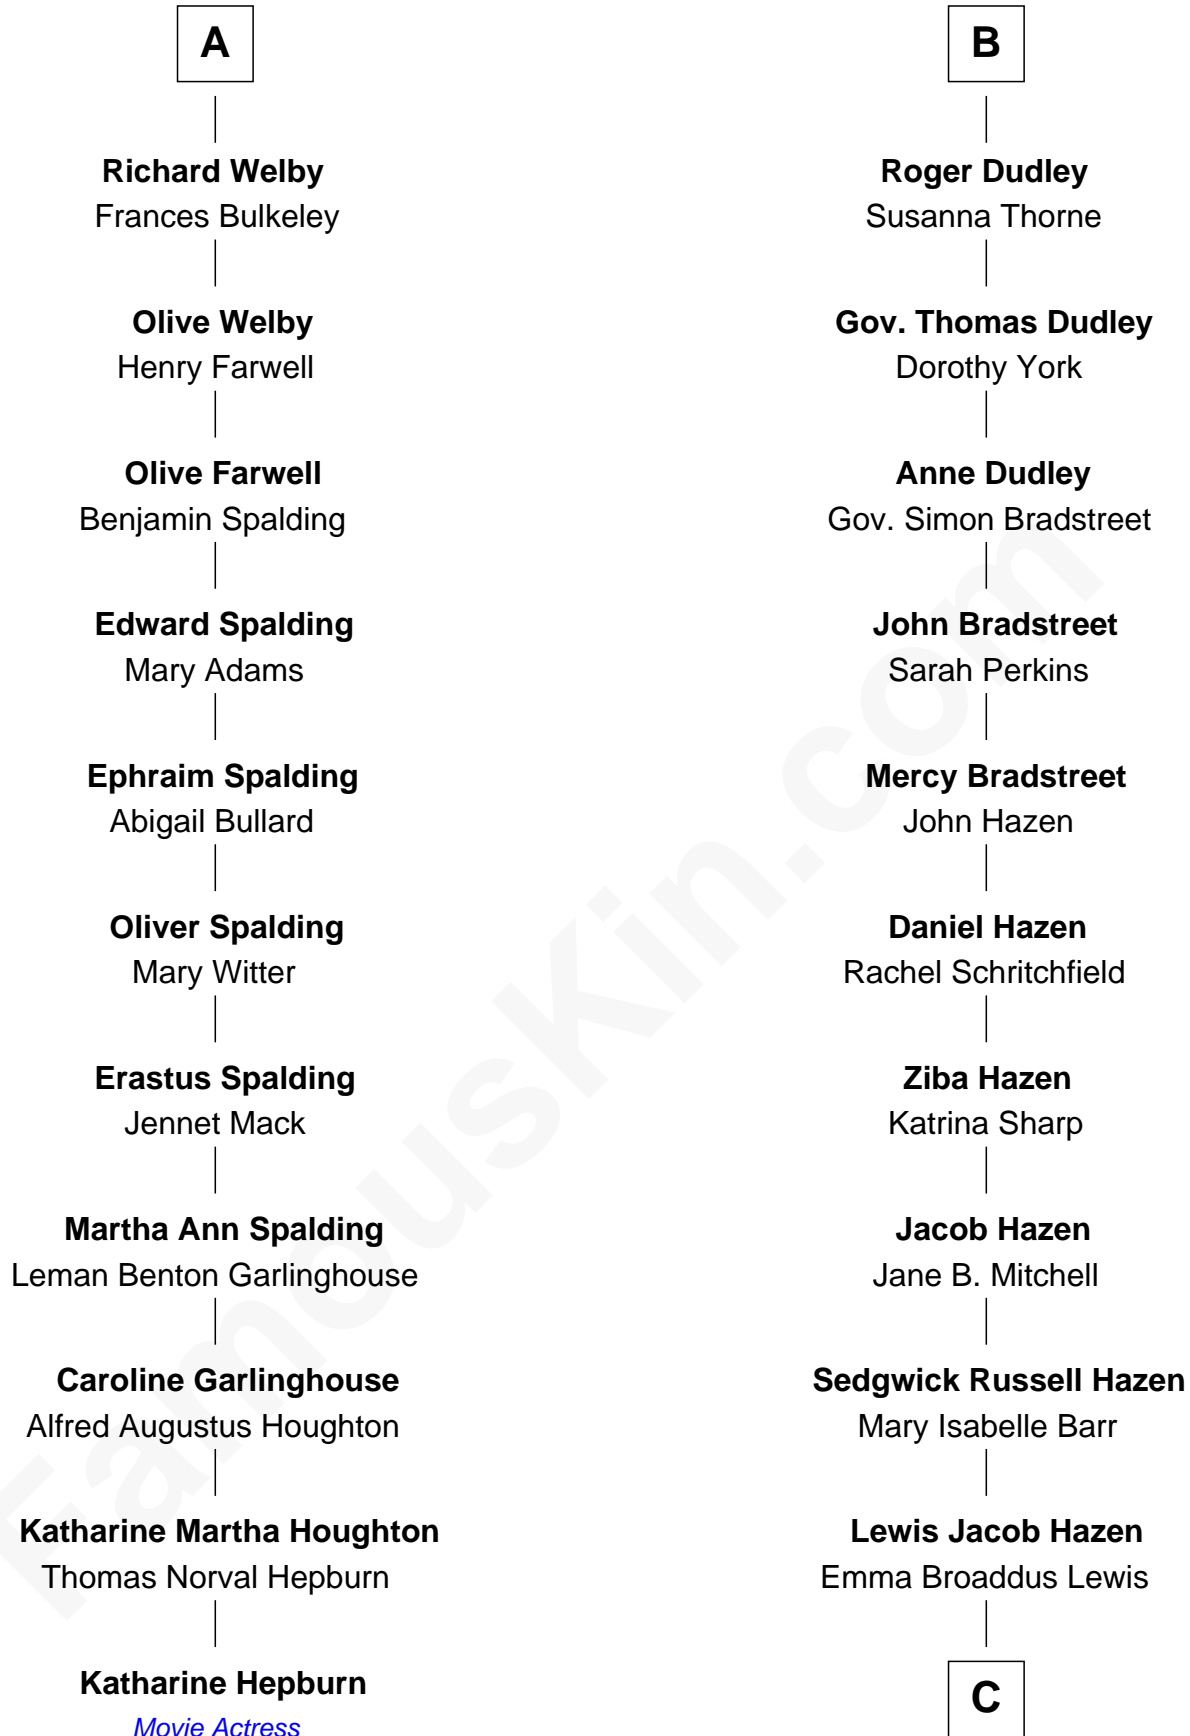 A
Richard Welby
Frances Bulkeley
Olive Welby
Henry Farwell
Olive Farwell
Benjamin Spalding
Edward Spalding
Mary Adams
Ephraim Spalding
Abigail Bullard
Oliver Spalding
Mary Witter
Erastus Spalding
Jennet Mack
Martha Ann Spalding
Leman Benton Garlinghouse
Caroline Garlinghouse
Alfred Augustus Houghton
Katharine Martha Houghton
Thomas Norval Hepburn
Katharine Hepburn
Movie Actress
B
Roger Dudley
Susanna Thorne
Gov. Thomas Dudley
Dorothy York
Anne Dudley
Gov. Simon Bradstreet
John Bradstreet
Sarah Perkins
Mercy Bradstreet
John Hazen
Daniel Hazen
Rachel Schritchfield
Ziba Hazen
Katrina Sharp
Jacob Hazen
Jane B. Mitchell
Sedgwick Russell Hazen
Mary Isabelle Barr
Lewis Jacob Hazen
Emma Broaddus Lewis
C
FamousKin.com